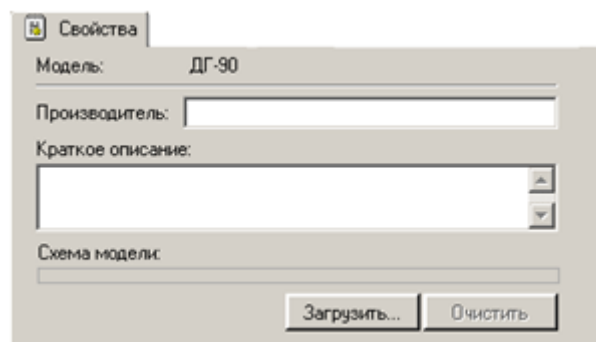 Свойства
Модель: ДГ-90
Производитель:
Краткое описание:
Схема модели:
Загрузить... Очистить